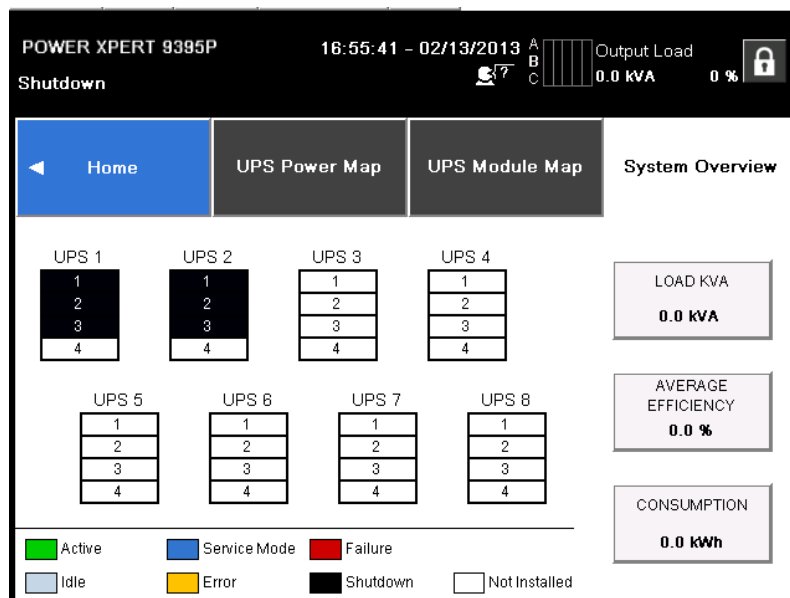 POWER XPERT 9395P
16:55:41 - 02/13/2013
Shutdown
?
A
B
C
Output Load
0.0 kVA 0 %
◄ Home
UPS Power Map
UPS Module Map
System Overview
UPS 1 UPS 2 UPS 3 UPS 4
1 1 1 1
2 2 2 2
3 3 3 3
4 4 4 4
UPS 5 UPS 6 UPS 7 UPS 8
1 1 1 1
2 2 2 2
3 3 3 3
4 4 4 4
LOAD KVA
0.0 kVA
AVERAGE
EFFICIENCY
0.0 %
CONSUMPTION
0.0 kWh
Active Service Mode Failure
Idle Error Shutdown Not Installed